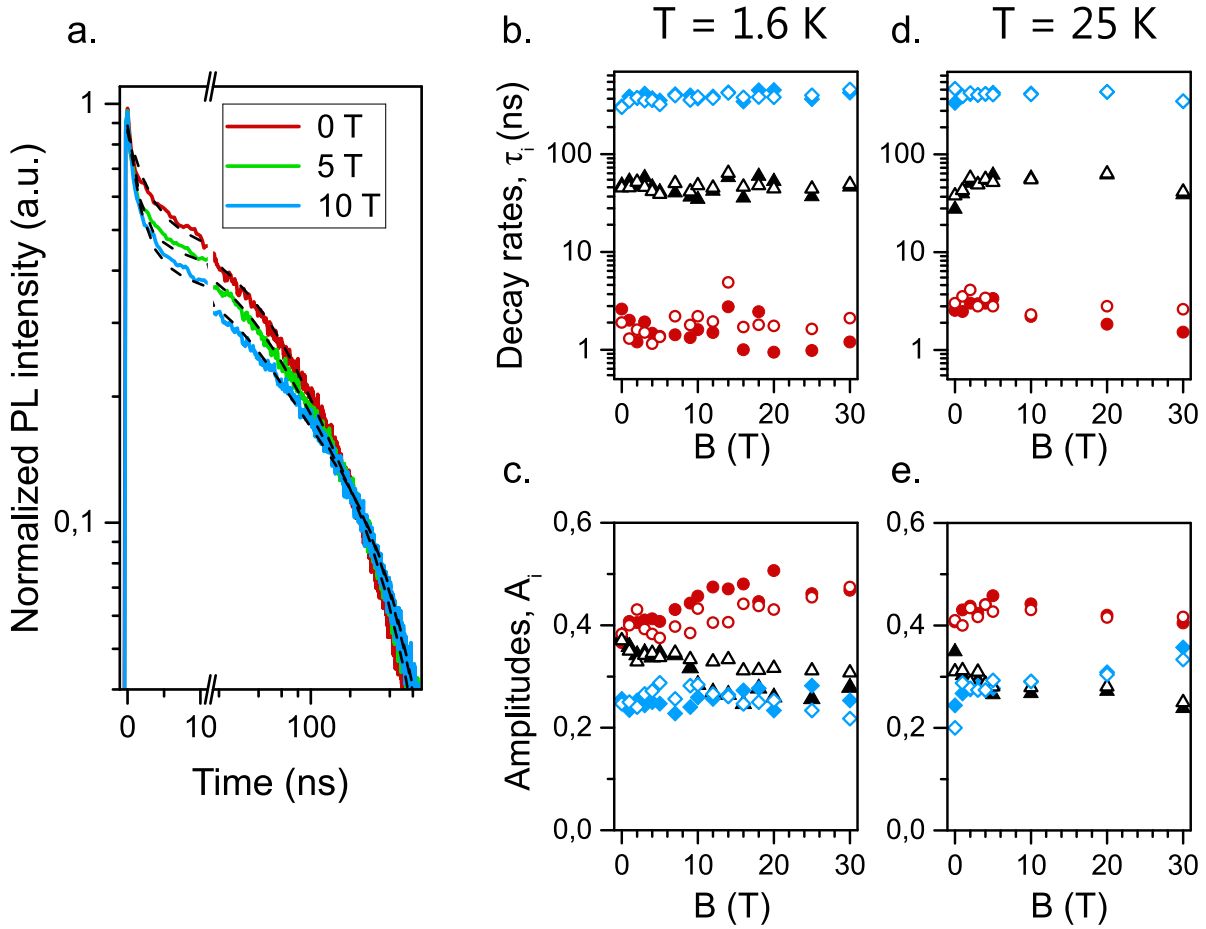 a.
Normalized PL intensity (a.u.)
1
0,1
0 T
5 T
10 T
0
10
100
Time (ns)
b.
T = 1.6 K
Decay rates, τi (ns)
100
10
1
0
10
20
30
B (T)
d.
T = 25 K
100
10
1
0
10
20
30
B (T)
c.
Amplitudes, Ai
0,6
0,4
0,2
0,0
0
10
20
30
B (T)
e.
0,6
0,4
0,2
0,0
0
10
20
30
B (T)